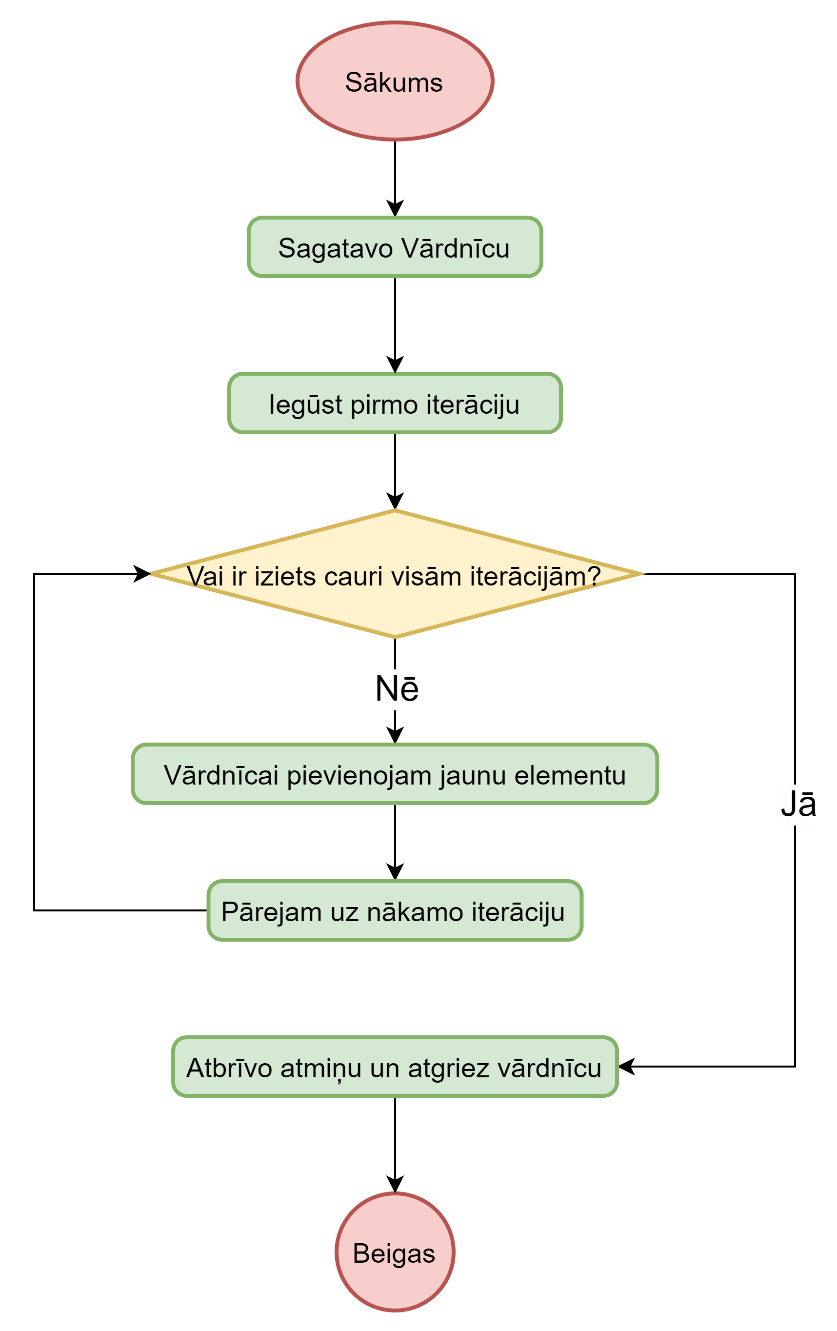 Sākums
Sagatavo Vārdnīcu
Iegūst pirmo iterāciju
Vai ir iziets cauri visām iterācijām?
Nē
Vārdnīcai pievienojam jaunu elementu
Jā
Pārejam uz nākamo iterāciju
Atbrīvo atmiņu un atgriez vārdnīcu
Beigas